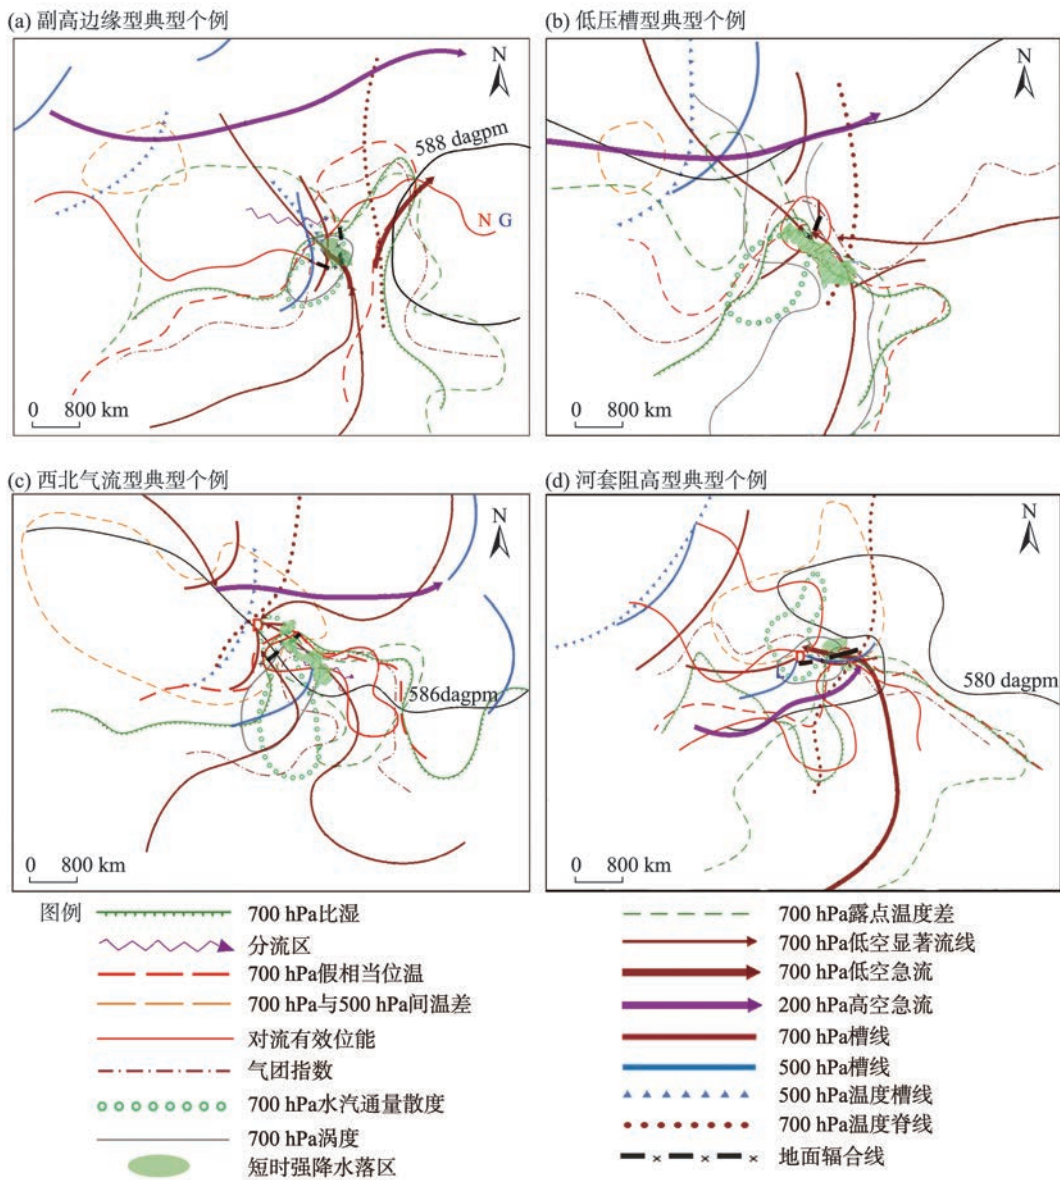 (a) 副高边缘型典型个例
N
588 dagpm
N G
0 800 km
(b) 低压槽型典型个例
N
0 800 km
(c) 西北气流型典型个例
N
D
586dagpm
0 800 km
(d) 河套阻高型典型个例
N
D
580 dagpm
0 800 km
图例
700 hPa比湿
分流区
700 hPa假相当位温
700 hPa与500 hPa间温差
对流有效位能
气团指数
700 hPa水汽通量散度
700 hPa涡度
短时强降水落区
700 hPa露点温度差
700 hPa低空显著流线
700 hPa低空急流
200 hPa高空急流
700 hPa槽线
500 hPa槽线
500 hPa温度槽线
700 hPa温度脊线
地面辐合线